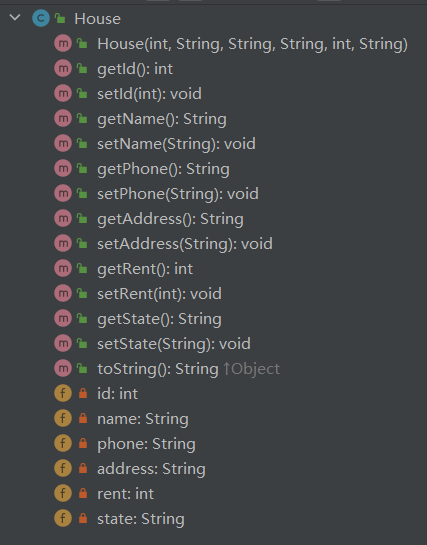 House
House(int, String, String, String, int, String)
getId(): int
setId(int): void
getName(): String
setName(String): void
getPhone(): String
setPhone(String): void
getAddress(): String
setAddress(String): void
getRent(): int
setRent(int): void
getState(): String
setState(String): void
toString(): String ↑Object
id: int
name: String
phone: String
address: String
rent: int
state: String